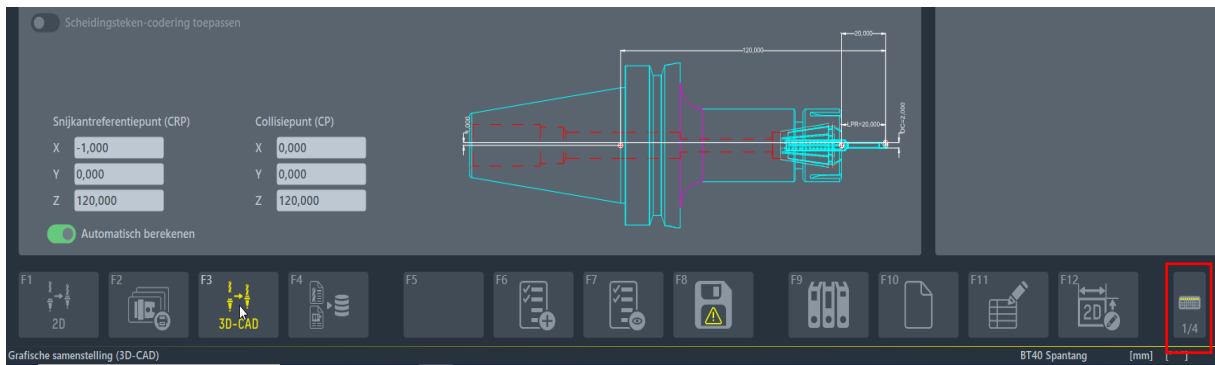 Scheidingsteken-codering toepassen
20,000
120,000
Snijkantreferentiepunt (CRP)
Collisiepunt (CP)
LPR=20,000
DC=2,000
X
-1,000
X
0,000
Y
0,000
Y
0,000
Z
120,000
Z
120,000
Automatisch berekenen
F1
F2
F3
F4
F5
F6
F7
F8
F9
F10
F11
F12
2D
3D-CAD
2D
1/4
Grafische samenstelling (3D-CAD)
BT40 Spantang
[mm]